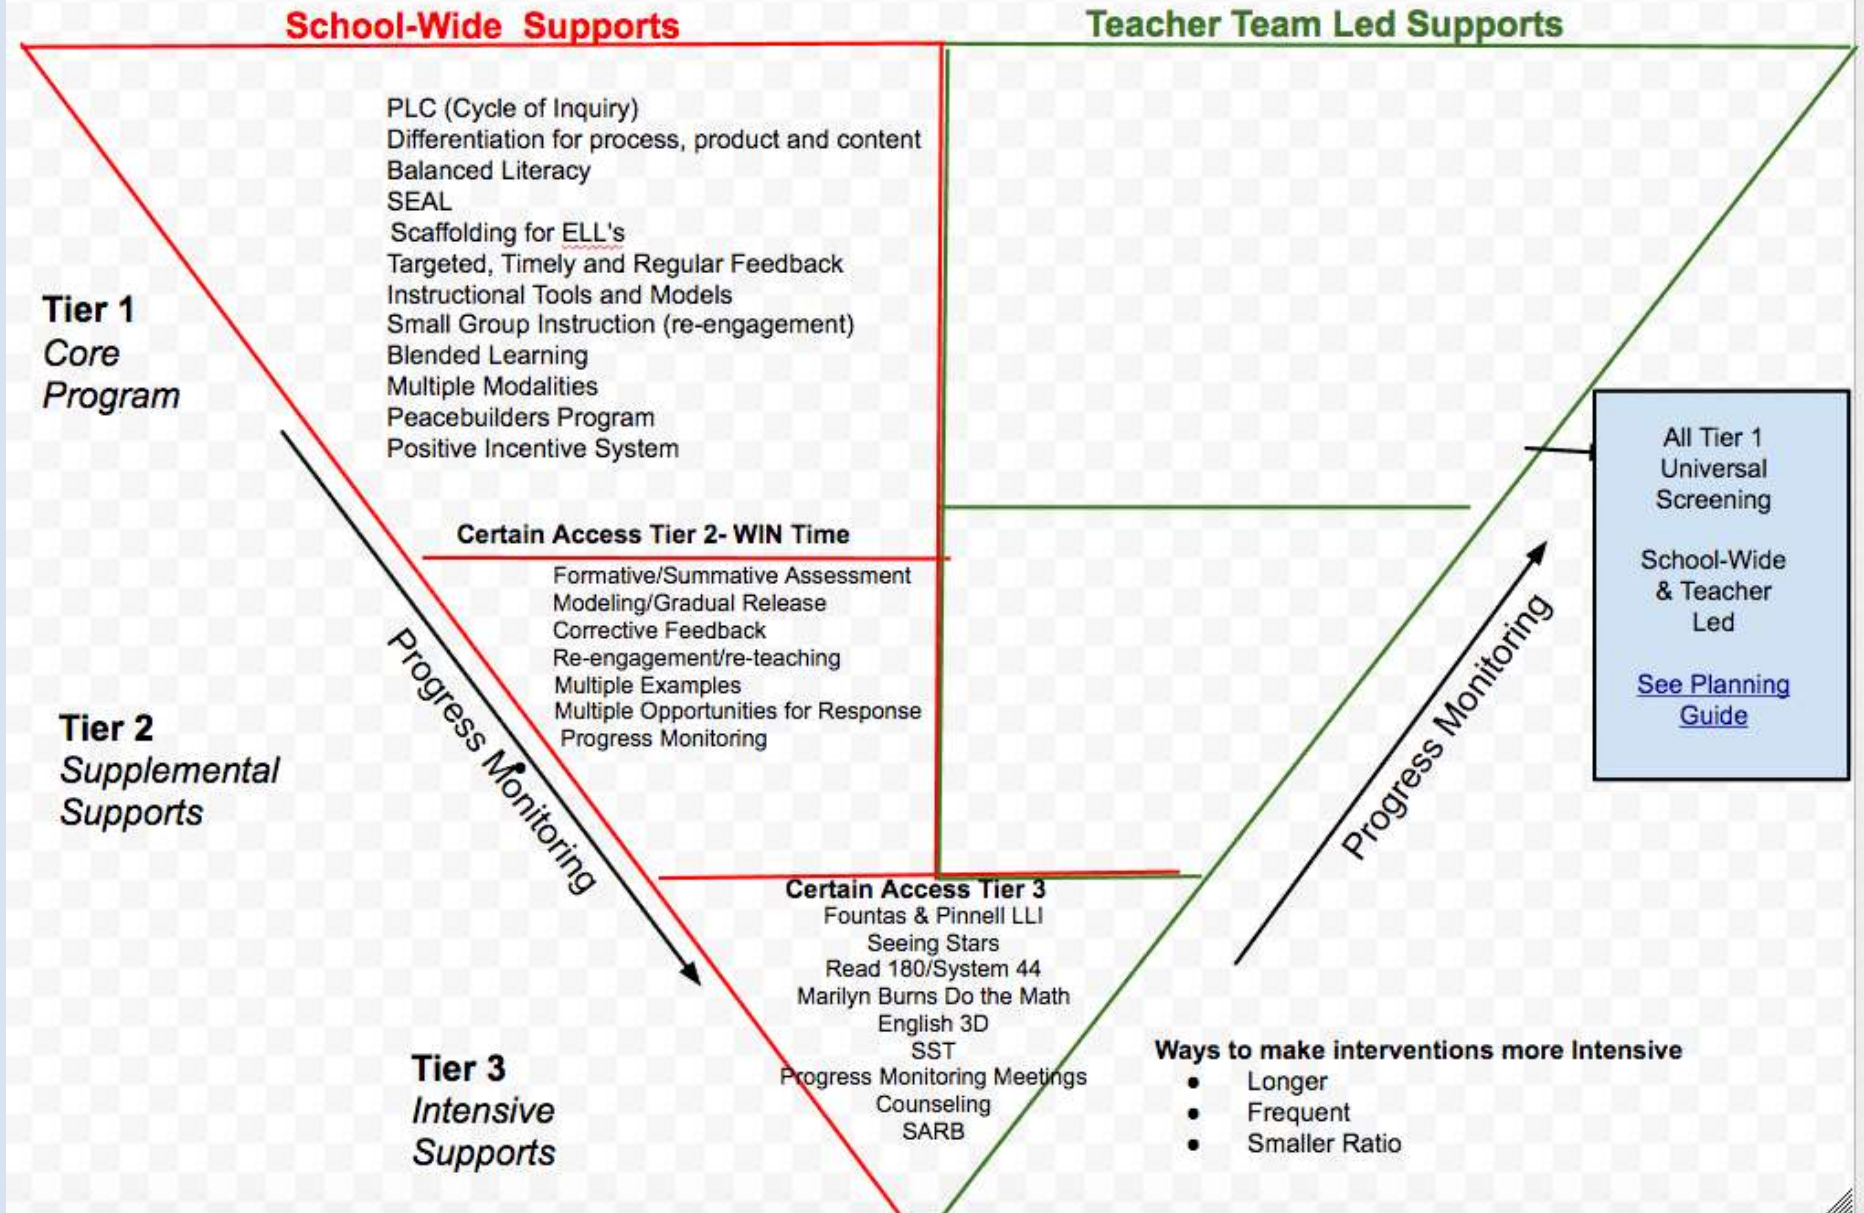 School-Wide Supports
Teacher Team Led Supports
PLC (Cycle of Inquiry)
Differentiation for process, product and content
Balanced Literacy
SEAL
Scaffolding for ELL's
Targeted, Timely and Regular Feedback
Instructional Tools and Models
Small Group Instruction (re-engagement)
Blended Learning
Multiple Modalities
Peacebuilders Program
Positive Incentive System
Tier 1
Core
Program
Certain Access Tier 2- WIN Time
Formative/Summative Assessment
Modeling/Gradual Release
Corrective Feedback
Re-engagement/re-teaching
Multiple Examples
Multiple Opportunities for Response
Progress Monitoring
Progress Monitoring
Tier 2
Supplemental
Supports
All Tier 1
Universal
Screening
School-Wide
& Teacher
Led
See Planning
Guide
Progress Monitoring
Certain Access Tier 3
Fountas & Pinnell LLI
Seeing Stars
Read 180/System 44
Marilyn Burns Do the Math
English 3D
SST
Progress Monitoring Meetings
Counseling
SARB
Tier 3
Intensive
Supports
Ways to make interventions more Intensive
● Longer
● Frequent
● Smaller Ratio